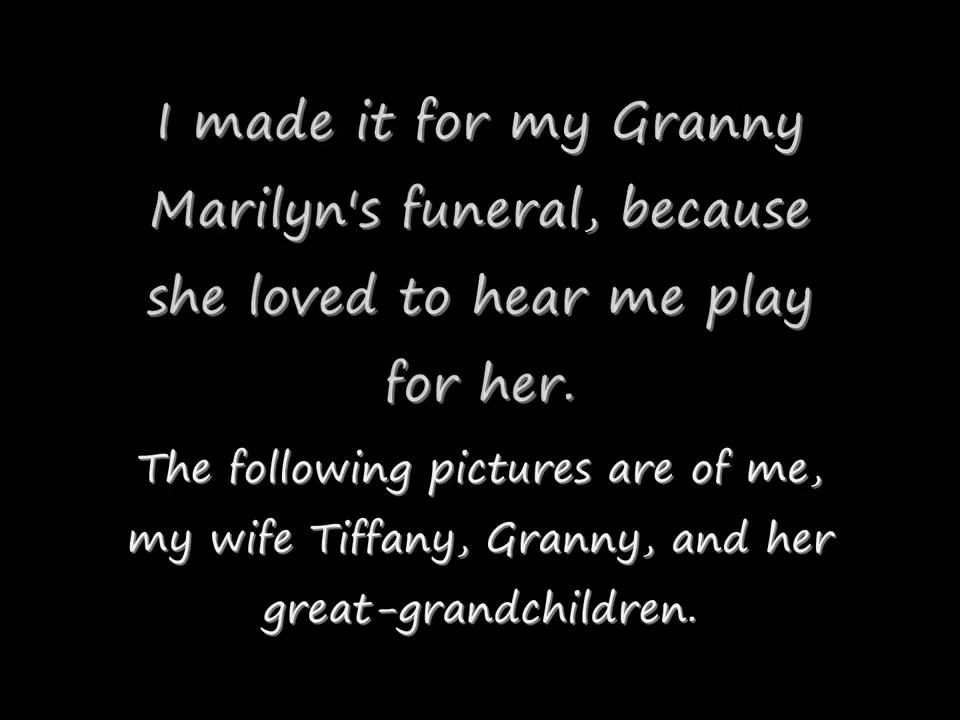 I made it for my Granny
Marilyn's funeral, because
she loved to hear me play
for her.
The following pictures are of me,
my wife Tiffany, Granny, and her
great-grandchildren.